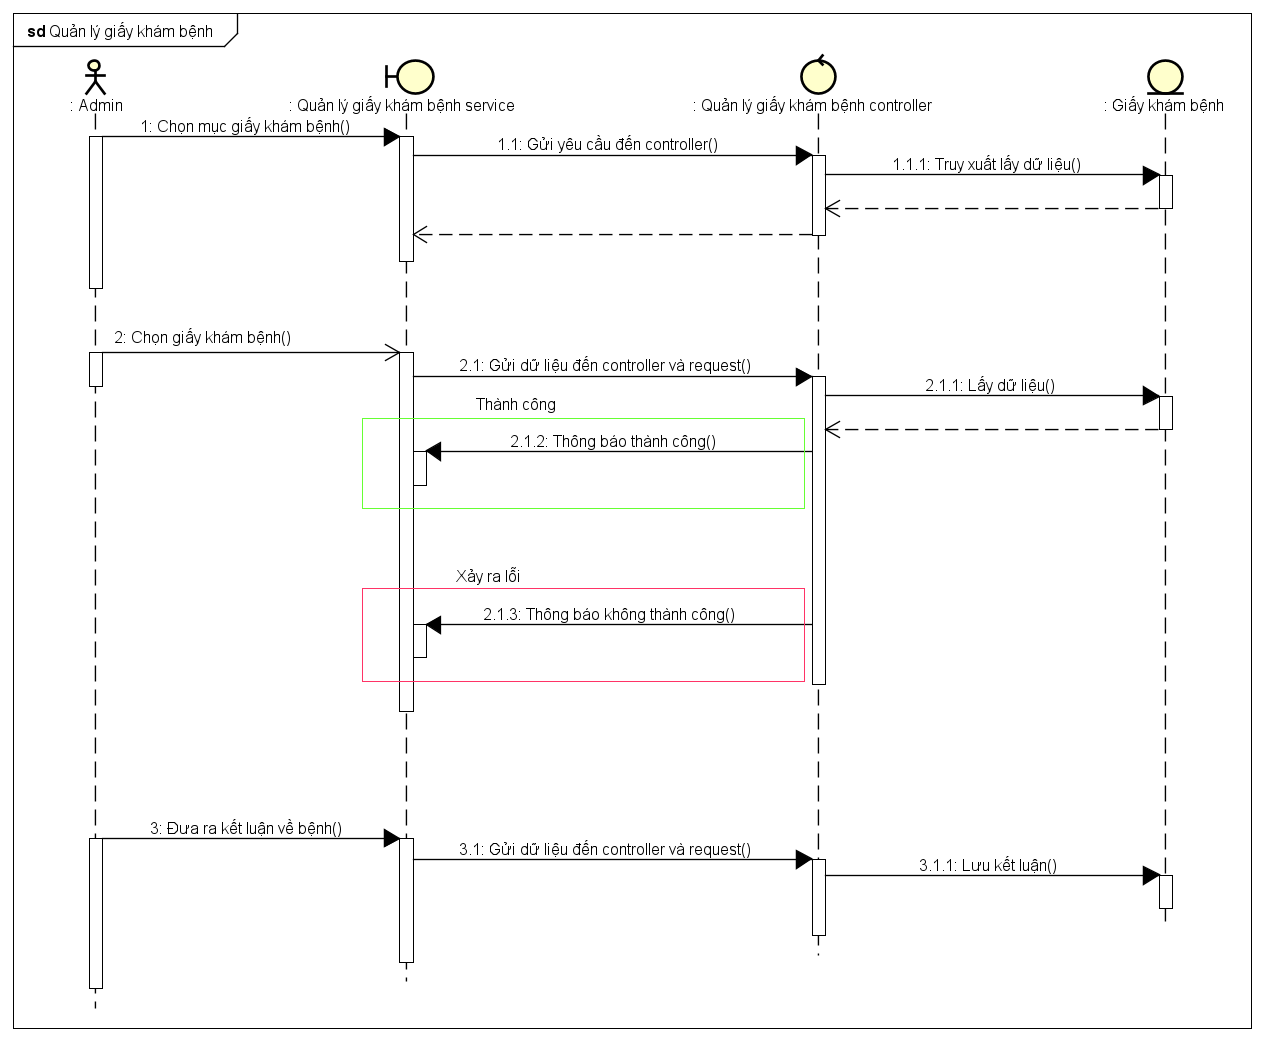 sd Quản lý giấy khám bệnh
: Admin
: Quản lý giấy khám bệnh service
: Quản lý giấy khám bệnh controller
: Giấy khám bệnh
1: Chọn mục giấy khám bệnh()
1.1: Gửi yêu cầu đến controller()
1.1.1: Truy xuất lấy dữ liệu()
2: Chọn giấy khám bệnh()
2.1: Gửi dữ liệu đến controller và request()
2.1.1: Lấy dữ liệu()
Thành công
2.1.2: Thông báo thành công()
Xảy ra lỗi
2.1.3: Thông báo không thành công()
3: Đưa ra kết luận về bệnh()
3.1: Gửi dữ liệu đến controller và request()
3.1.1: Lưu kết luận()